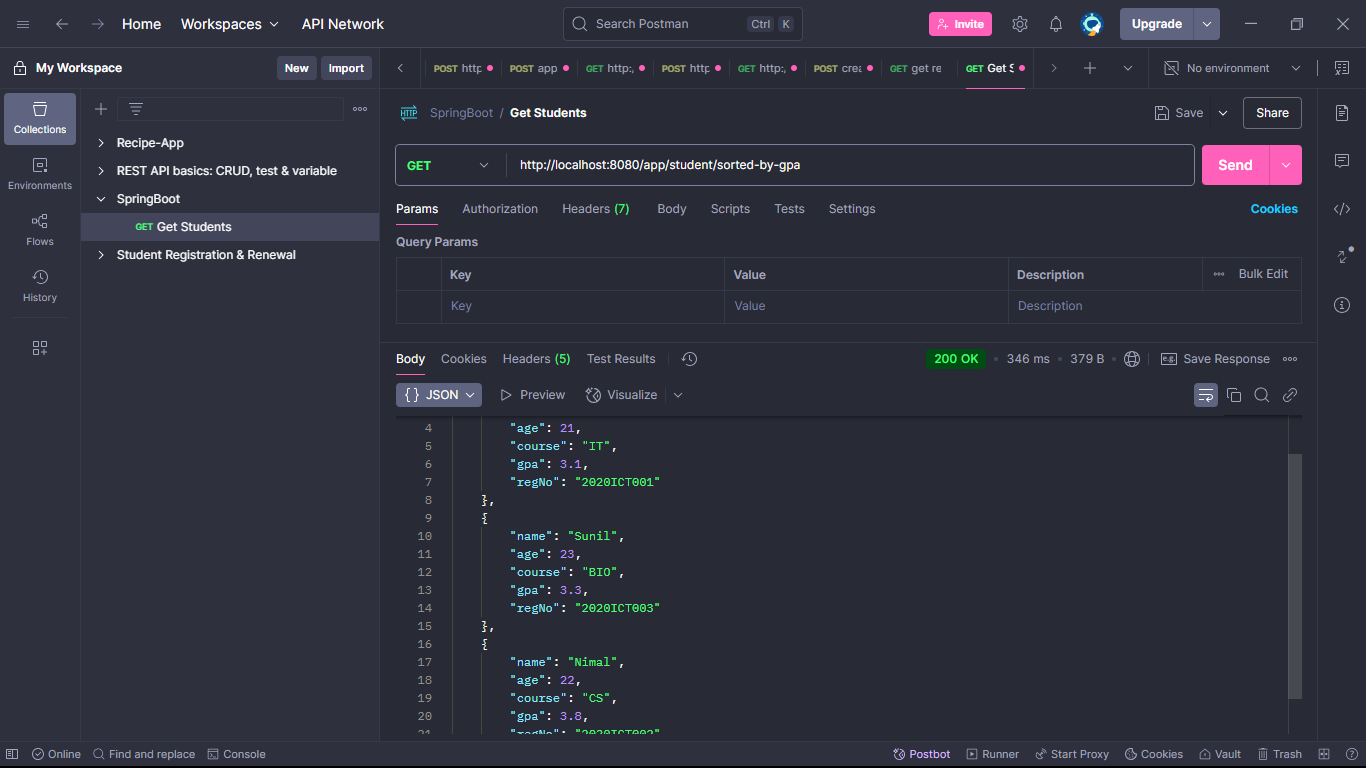 Home Workspaces API Network Search Postman Ctrl K Invite Upgrade
My Workspace New Import POST http POST app GET http:, POST http GET http:, POST crea GET get re GET Get S No environment
Collections
Environments
Flows
History
Recipe-App
REST API basics: CRUD, test & variable
SpringBoot
GET Get Students
Student Registration & Renewal
HTTP SpringBoot / Get Students Save Share
GET http://localhost:8080/app/student/sorted-by-gpa Send
Params Authorization Headers (7) Body Scripts Tests Settings Cookies
Query Params
Key Value Description Bulk Edit
Key Value Description
Body Cookies Headers (5) Test Results 200 OK 346 ms 379 B e.g. Save Response
{} JSON Preview Visualize
4 "age": 21,
5 "course": "IT",
6 "gpa": 3.1,
7 "regNo": "2020ICT001"
8 },
9 {
10 "name": "Sunil",
11 "age": 23,
12 "course": "BIO",
13 "gpa": 3.3,
14 "regNo": "2020ICT003"
15 },
16 {
17 "name": "Nimal",
18 "age": 22,
19 "course": "CS",
20 "gpa": 3.8,
21 "regNo": "2020ICT002"
Online Find and replace Console Postbot Runner Start Proxy Cookies Vault Trash